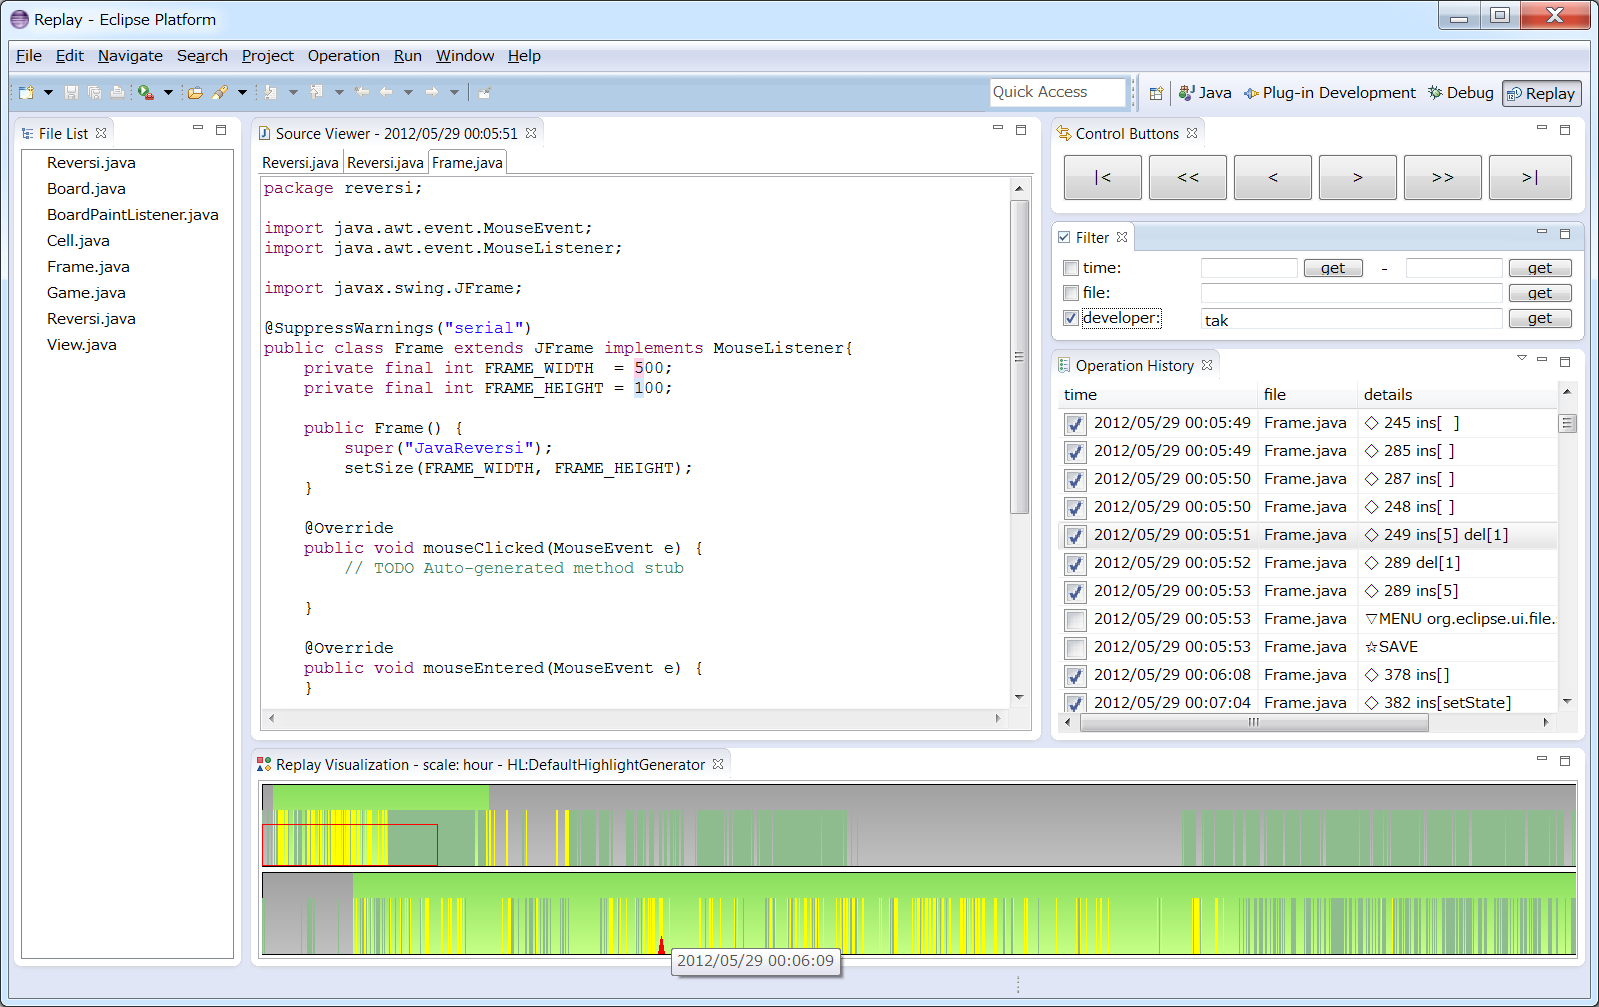 Replay - Eclipse Platform
File Edit Navigate Search Project Operation Run Window Help
Quick Access
Java Plug-in Development Debug Replay
File List
Reversi.java
Board.java
BoardPaintListener.java
Cell.java
Frame.java
Game.java
Reversi.java
View.java
Source Viewer - 2012/05/29 00:05:51
Reversi.java Reversi.java Frame.java
package reversi;
import java.awt.event.MouseEvent;
import java.awt.event.MouseListener;
import javax.swing.JFrame;
@SuppressWarnings("serial")
public class Frame extends JFrame implements MouseListener{
private final int FRAME_WIDTH  = 500;
private final int FRAME_HEIGHT = 100;
public Frame() {
super("JavaReversi");
setSize(FRAME_WIDTH, FRAME_HEIGHT);
}
@Override
public void mouseClicked(MouseEvent e) {
// TODO Auto-generated method stub
}
@Override
public void mouseEntered(MouseEvent e) {
}
Control Buttons
|< << < > >> >|
Filter
time: get - get
file: get
developer: tak get
Operation History
time file details
2012/05/29 00:05:49 Frame.java ◇ 245 ins[  ]
2012/05/29 00:05:49 Frame.java ◇ 285 ins[ ]
2012/05/29 00:05:50 Frame.java ◇ 287 ins[ ]
2012/05/29 00:05:50 Frame.java ◇ 248 ins[ ]
2012/05/29 00:05:51 Frame.java ◇ 249 ins[5] del[1]
2012/05/29 00:05:52 Frame.java ◇ 289 del[1]
2012/05/29 00:05:53 Frame.java ◇ 289 ins[5]
2012/05/29 00:05:53 Frame.java ▽MENU org.eclipse.ui.file.
2012/05/29 00:05:53 Frame.java ☆SAVE
2012/05/29 00:06:08 Frame.java ◇ 378 ins[]
2012/05/29 00:07:04 Frame.java ◇ 382 ins[setState]
Replay Visualization - scale: hour - HL:DefaultHighlightGenerator
2012/05/29 00:06:09